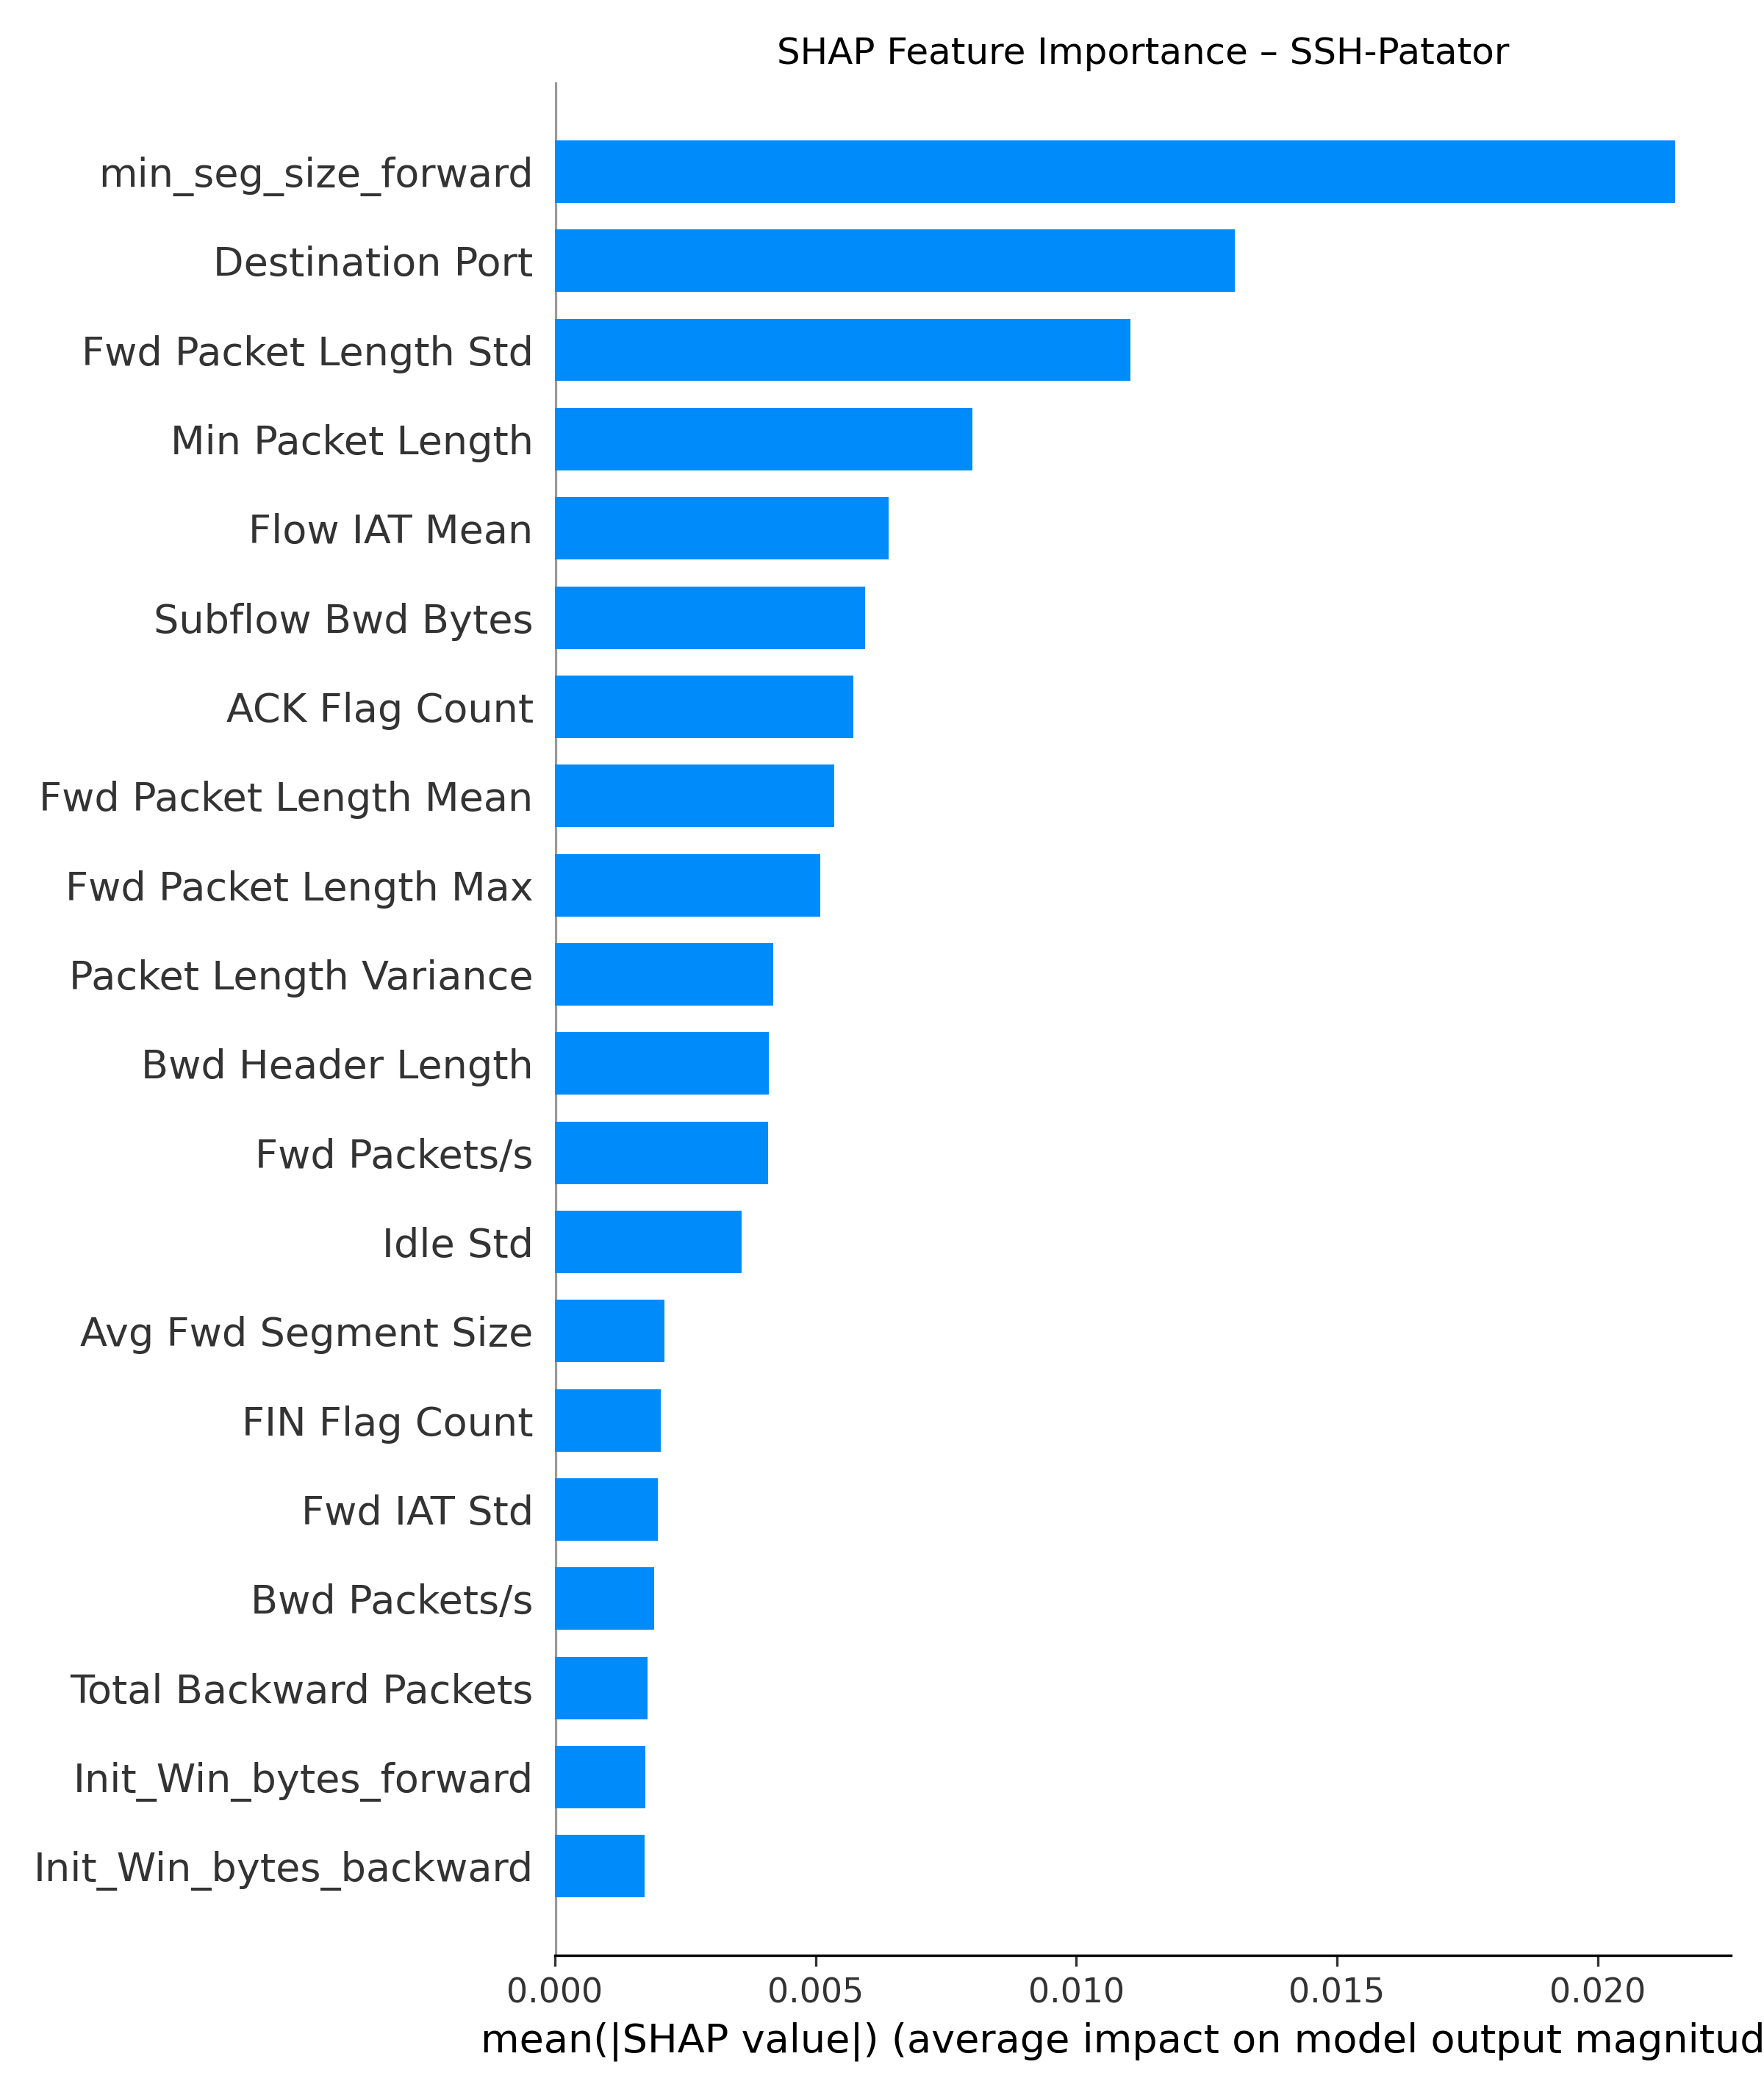 SHAP Feature Importance – SSH-Patator
min_seg_size_forward
Destination Port
Fwd Packet Length Std
Min Packet Length
Flow IAT Mean
Subflow Bwd Bytes
ACK Flag Count
Fwd Packet Length Mean
Fwd Packet Length Max
Packet Length Variance
Bwd Header Length
Fwd Packets/s
Idle Std
Avg Fwd Segment Size
FIN Flag Count
Fwd IAT Std
Bwd Packets/s
Total Backward Packets
Init_Win_bytes_forward
Init_Win_bytes_backward
0.000 0.005 0.010 0.015 0.020
mean(|SHAP value|) (average impact on model output magnitud